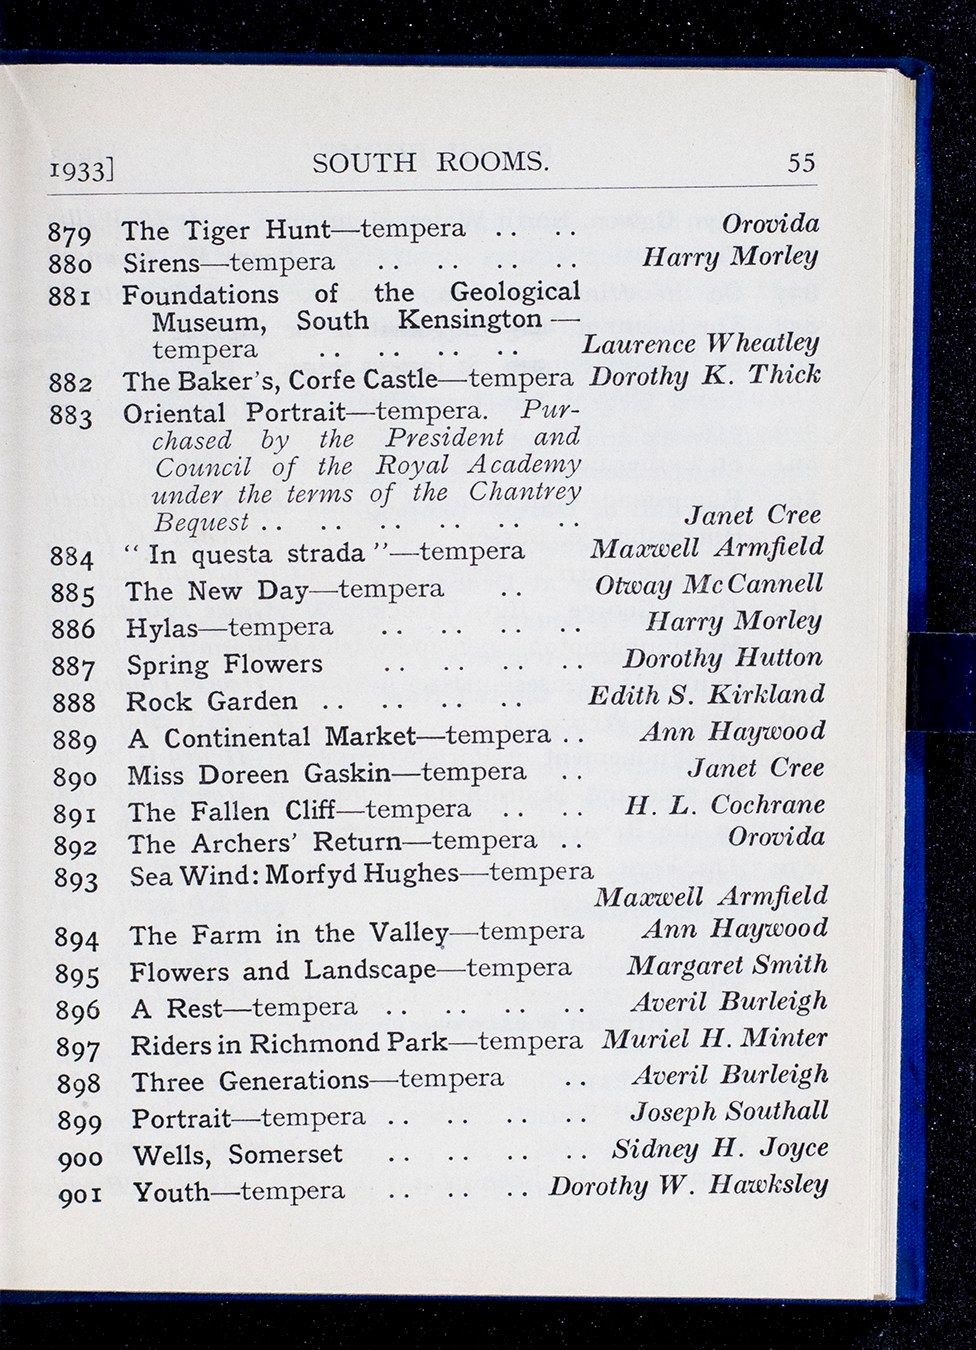 1933] SOUTH ROOMS. 55
879 The Tiger Hunt—tempera .. .. Orovida
880 Sirens—tempera .. .. .. .. Harry Morley
881 Foundations of the Geological
Museum, South Kensington—
tempera .. .. .. .. Laurence Wheatley
882 The Baker's, Corfe Castle—tempera Dorothy K. Thick
883 Oriental Portrait—tempera. Pur-
chased by the President and
Council of the Royal Academy
under the terms of the Chantrey
Bequest .. .. .. .. .. .. Janet Cree
884 “ In questa strada ”—tempera Maxwell Armfield
885 The New Day—tempera .. Otway McCannell
886 Hylas—tempera .. .. .. .. Harry Morley
887 Spring Flowers .. .. .. .. Dorothy Hutton
888 Rock Garden .. .. .. .. Edith S. Kirkland
889 A Continental Market—tempera .. Ann Haywood
890 Miss Doreen Gaskin—tempera .. Janet Cree
891 The Fallen Cliff—tempera .. .. H. L. Cochrane
892 The Archers' Return—tempera .. Orovida
893 Sea Wind: Morfyd Hughes—tempera
Maxwell Armfield
894 The Farm in the Valley—tempera Ann Haywood
895 Flowers and Landscape—tempera Margaret Smith
896 A Rest—tempera .. .. .. .. Averil Burleigh
897 Riders in Richmond Park—tempera Muriel H. Minter
898 Three Generations—tempera .. Averil Burleigh
899 Portrait—tempera .. .. .. .. Joseph Southall
900 Wells, Somerset .. .. .. .. Sidney H. Joyce
901 Youth—tempera .. .. .. Dorothy W. Hawksley